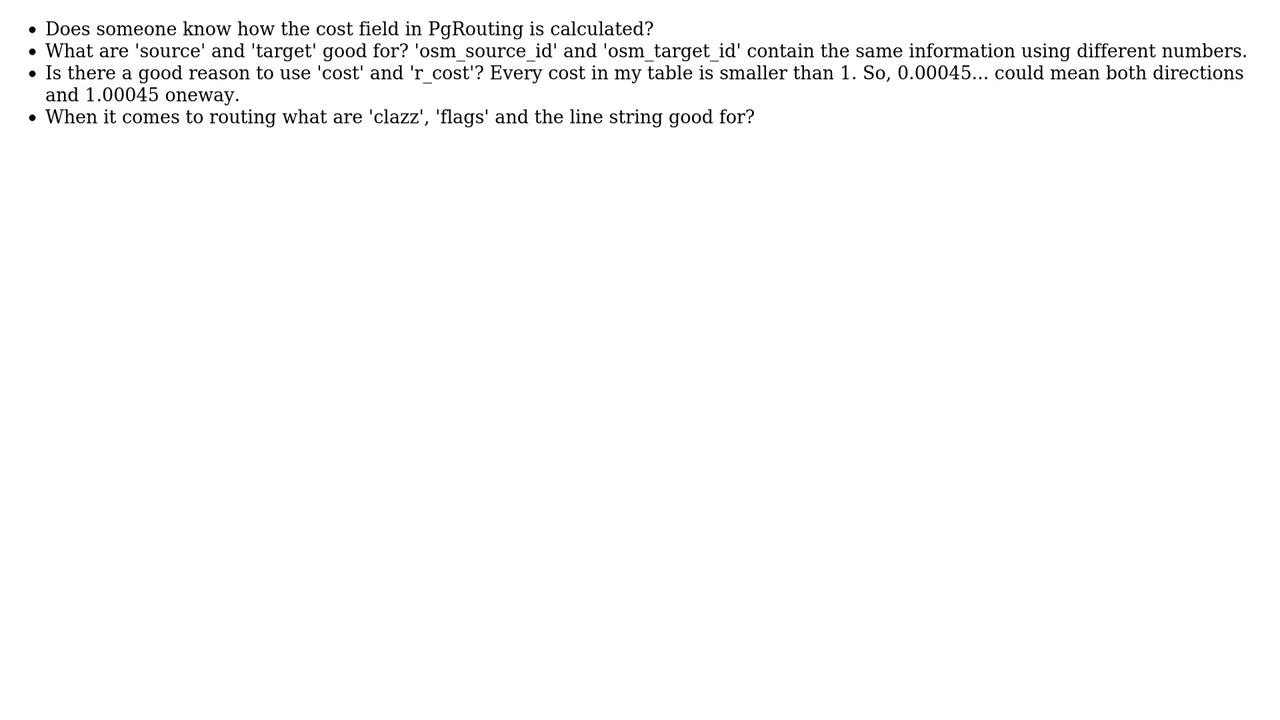 • Does someone know how the cost field in PgRouting is calculated?
• What are 'source' and 'target' good for? 'osm_source_id' and 'osm_target_id' contain the same information using different numbers.
• Is there a good reason to use 'cost' and 'r_cost'? Every cost in my table is smaller than 1. So, 0.00045... could mean both directions
and 1.00045 oneway.
• When it comes to routing what are 'clazz', 'flags' and the line string good for?